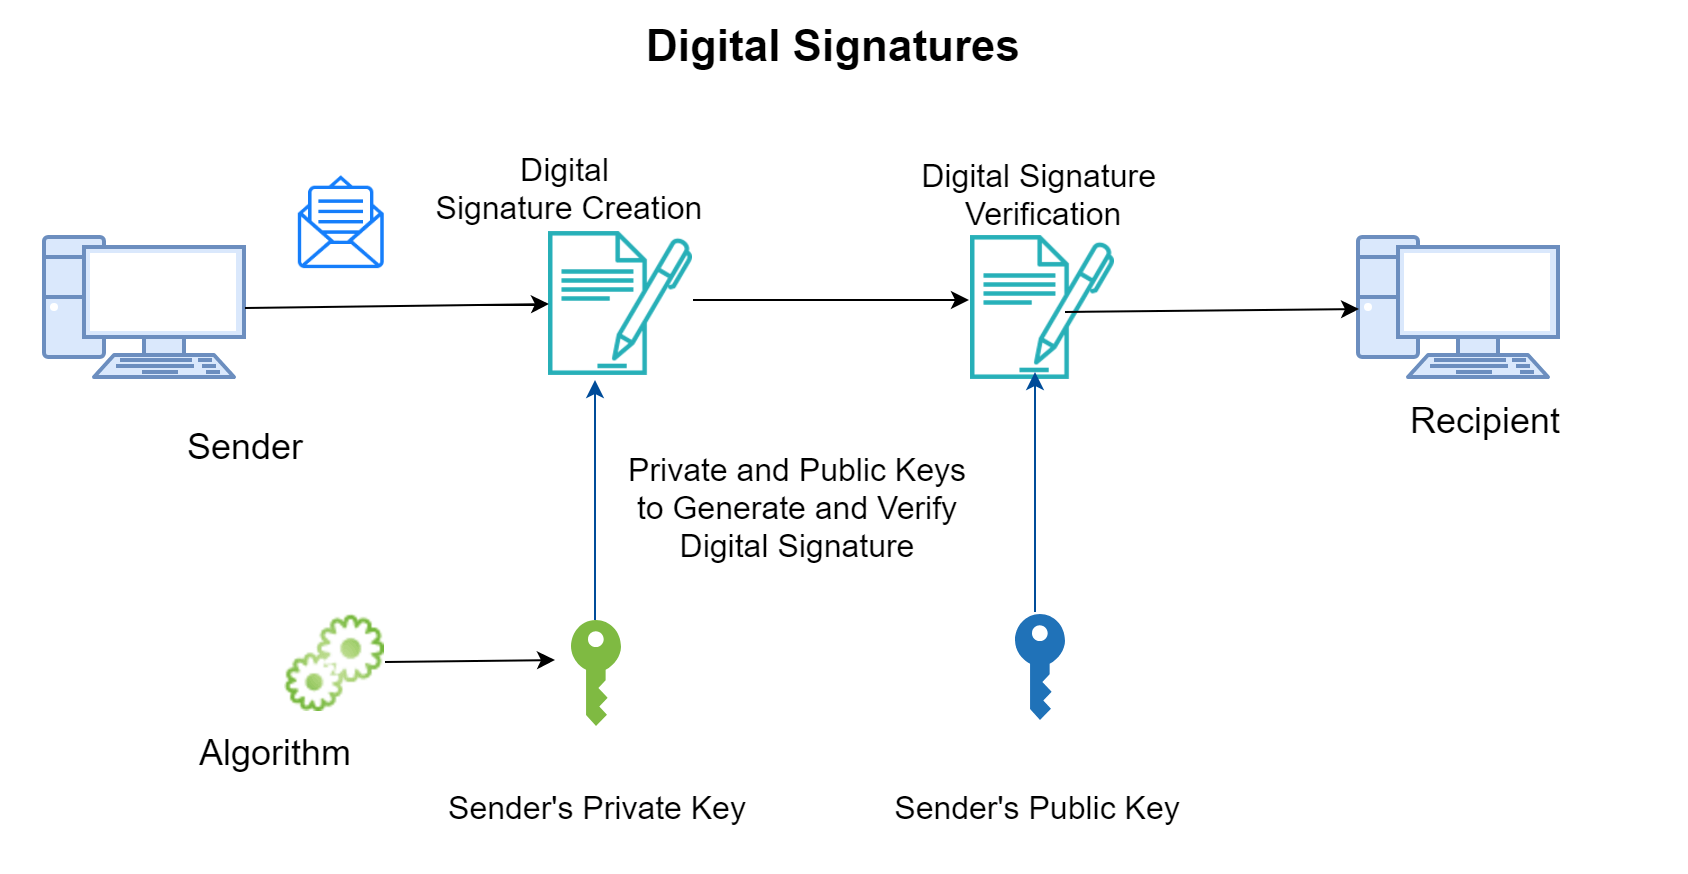 Digital Signatures
Digital
Signature Creation
Digital Signature
Verification
Sender
Recipient
Private and Public Keys
to Generate and Verify
Digital Signature
Algorithm
Sender's Private Key
Sender's Public Key